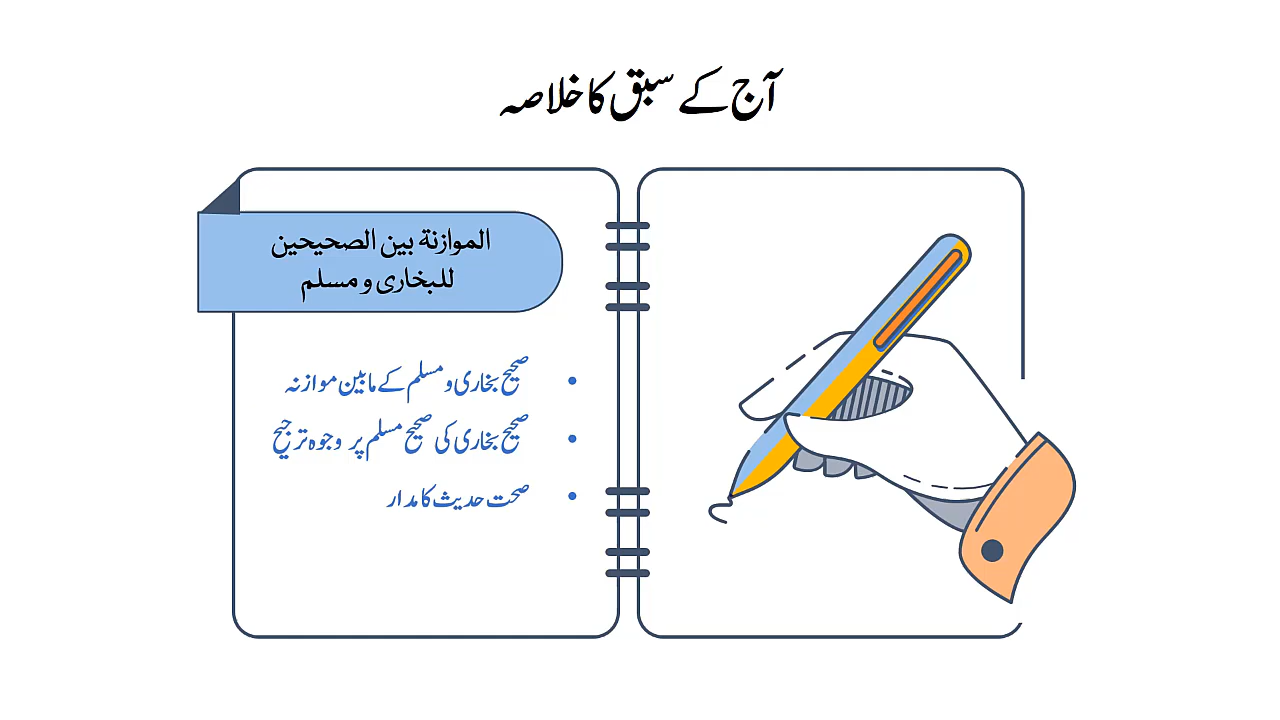 آج کے سبق کا خلاصہ
الموازنة بين الصحيحين
للبخاری و مسلم
صحیح بخاری و مسلم کے مابین موازنہ
صحیح بخاری کی صحیح مسلم پر وجوہ ترجیح
صحت حدیث کا مدار